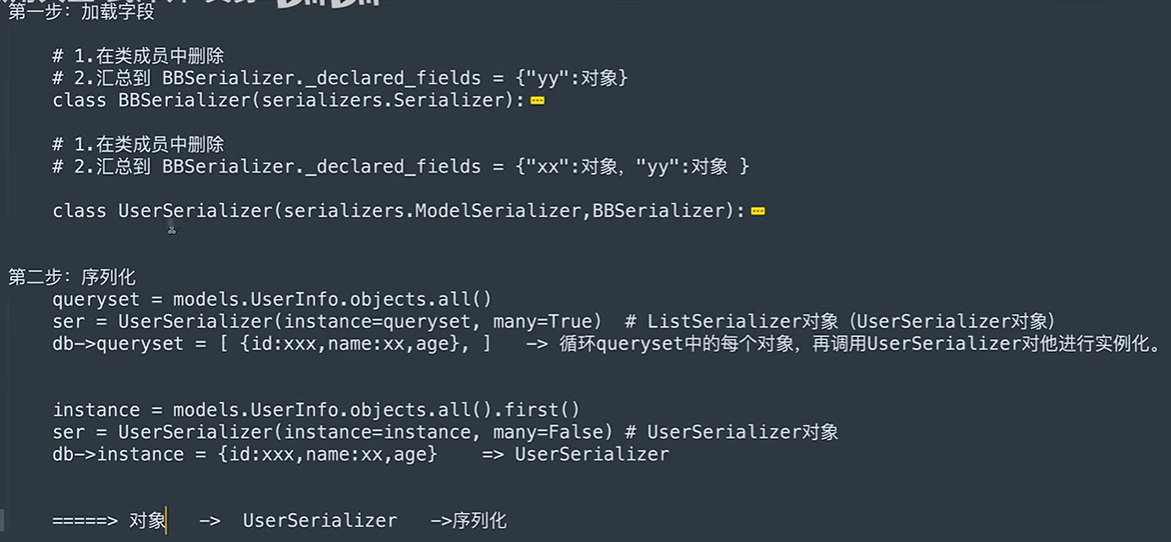 第一步：加载字段
# 1.在类成员中删除
# 2.汇总到 BBSerializer._declared_fields = {"yy":对象}
class BBSerializer(serializers.Serializer):
# 1.在类成员中删除
# 2.汇总到 BBSerializer._declared_fields = {"xx":对象，"yy":对象 }
class UserSerializer(serializers.ModelSerializer,BBSerializer):
第二步：序列化
queryset = models.UserInfo.objects.all()
ser = UserSerializer(instance=queryset, many=True)  # ListSerializer对象（UserSerializer对象）
db->queryset = [ {id:xxx,name:xx,age}, ]   -> 循环queryset中的每个对象，再调用UserSerializer对他进行实例化。
instance = models.UserInfo.objects.all().first()
ser = UserSerializer(instance=instance, many=False) # UserSerializer对象
db->instance = {id:xxx,name:xx,age}    => UserSerializer
=====> 对象   ->  UserSerializer   ->序列化